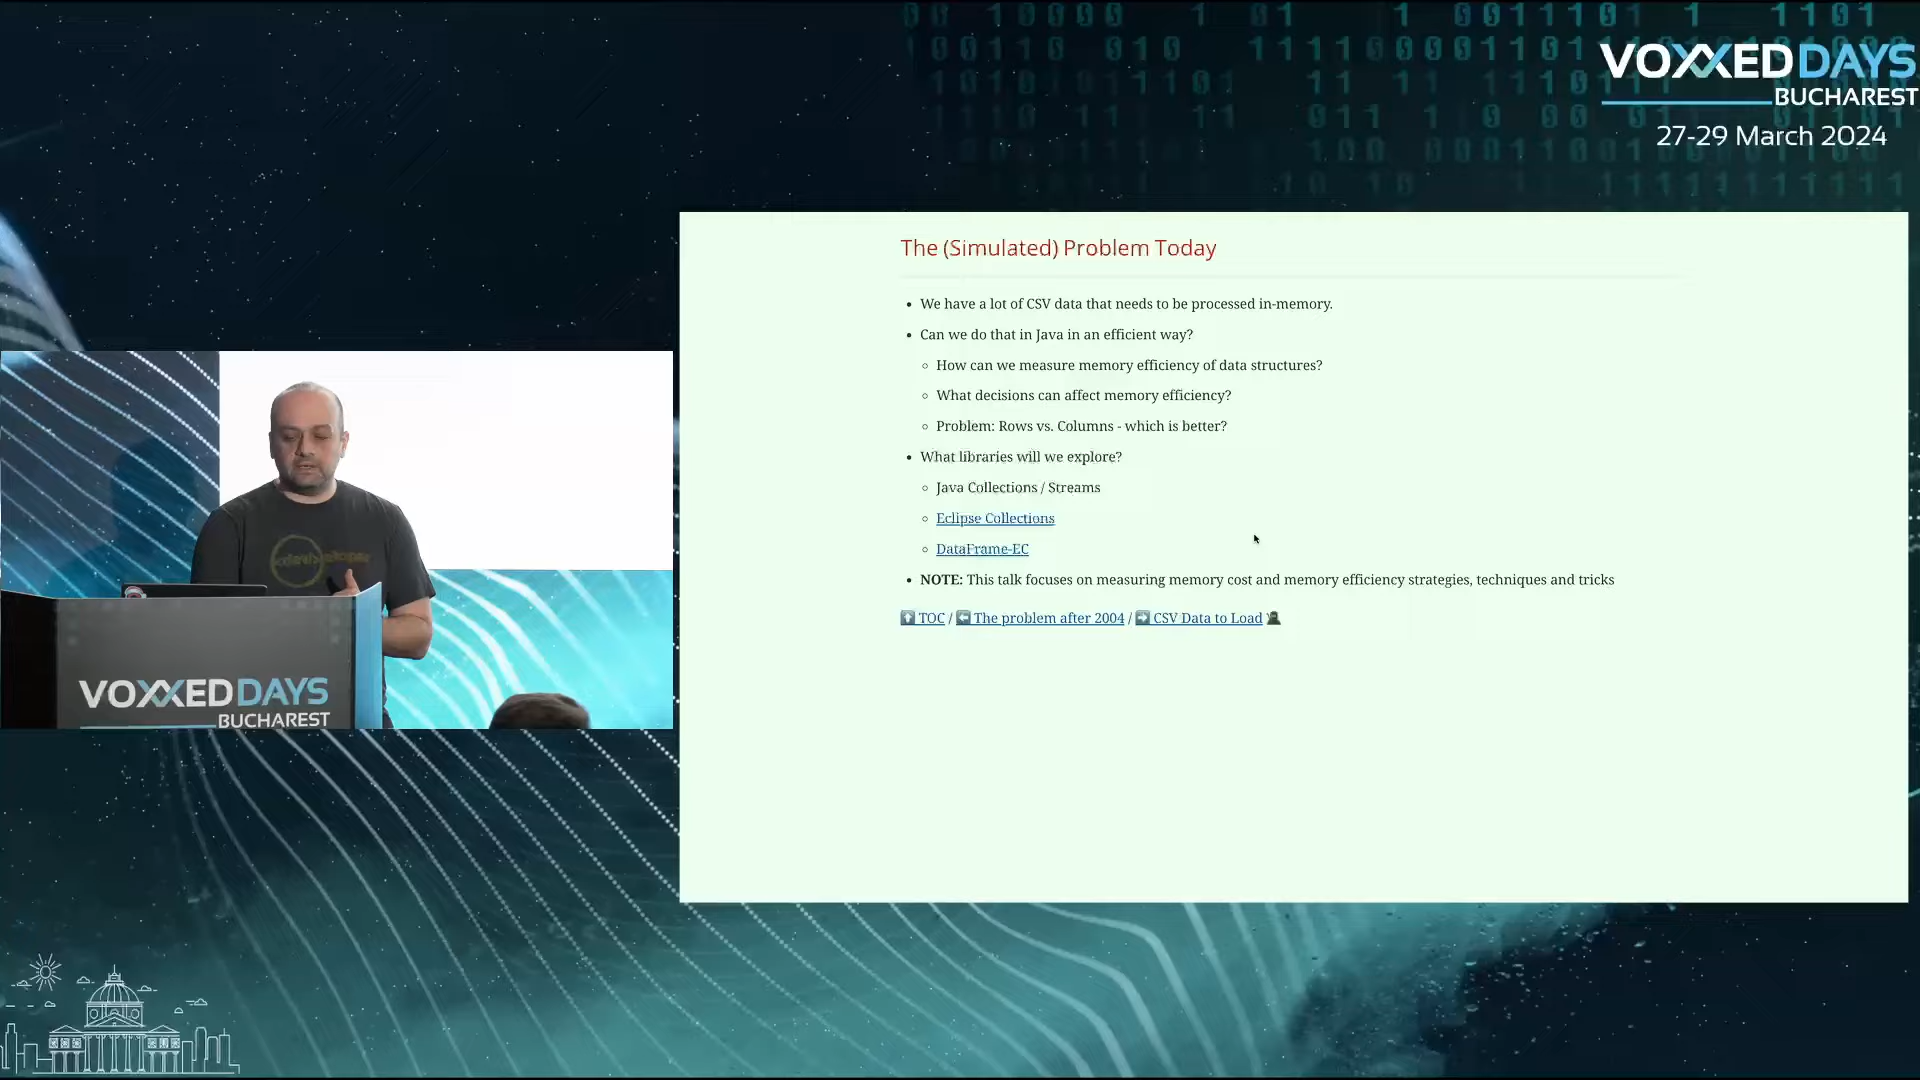 VOXXEDDAYS
BUCHAREST
27-29 March 2024
The (Simulated) Problem Today
We have a lot of CSV data that needs to be processed in-memory.
Can we do that in Java in an efficient way?
How can we measure memory efficiency of data structures?
What decisions can affect memory efficiency?
Problem: Rows vs. Columns - which is better?
What libraries will we explore?
Java Collections / Streams
Eclipse Collections
DataFrame-EC
NOTE: This talk focuses on measuring memory cost and memory efficiency strategies, techniques and tricks
TOC / The problem after 2004 / CSV Data to Load
VOXXEDDAYS
BUCHAREST